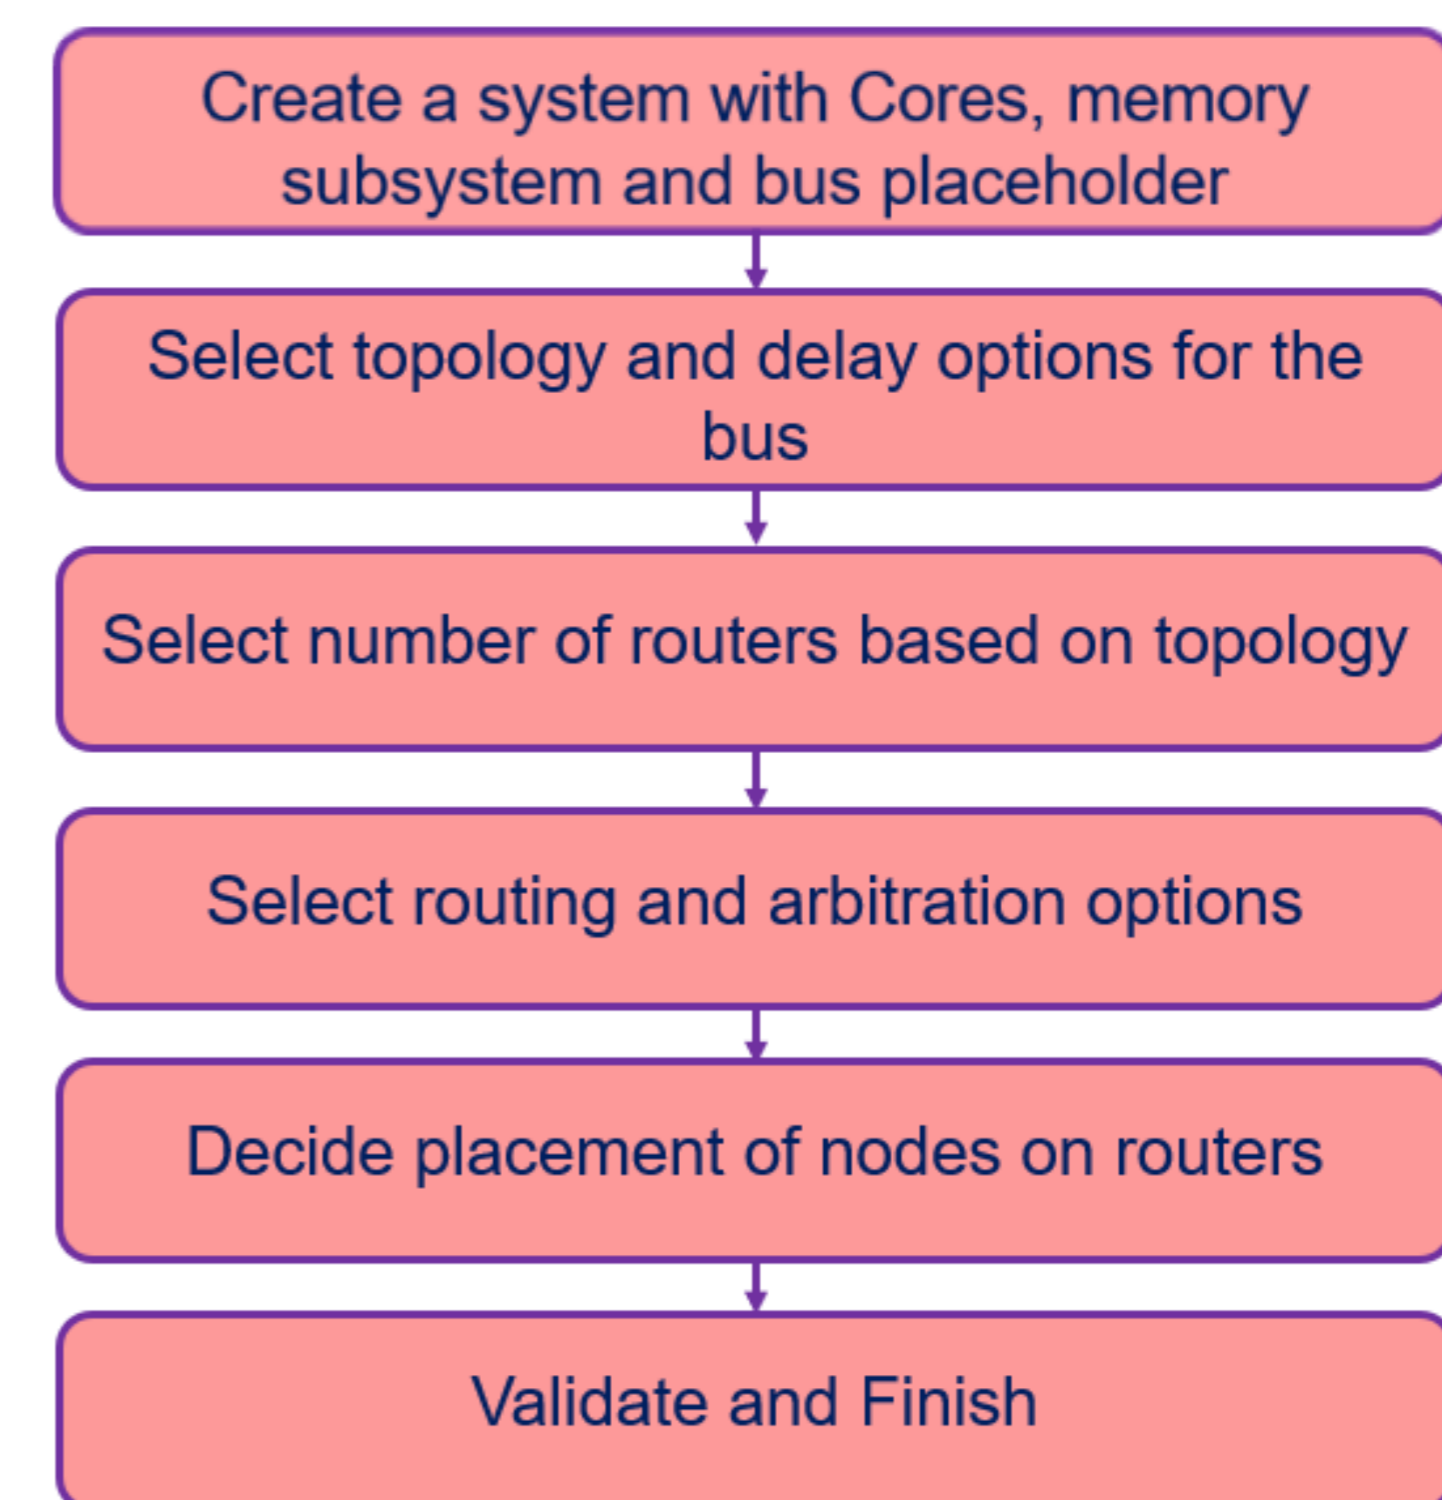 Create a system with Cores, memory
subsystem and bus placeholder
Select topology and delay options for the
bus
Select number of routers based on topology
Select routing and arbitration options
Decide placement of nodes on routers
Validate and Finish